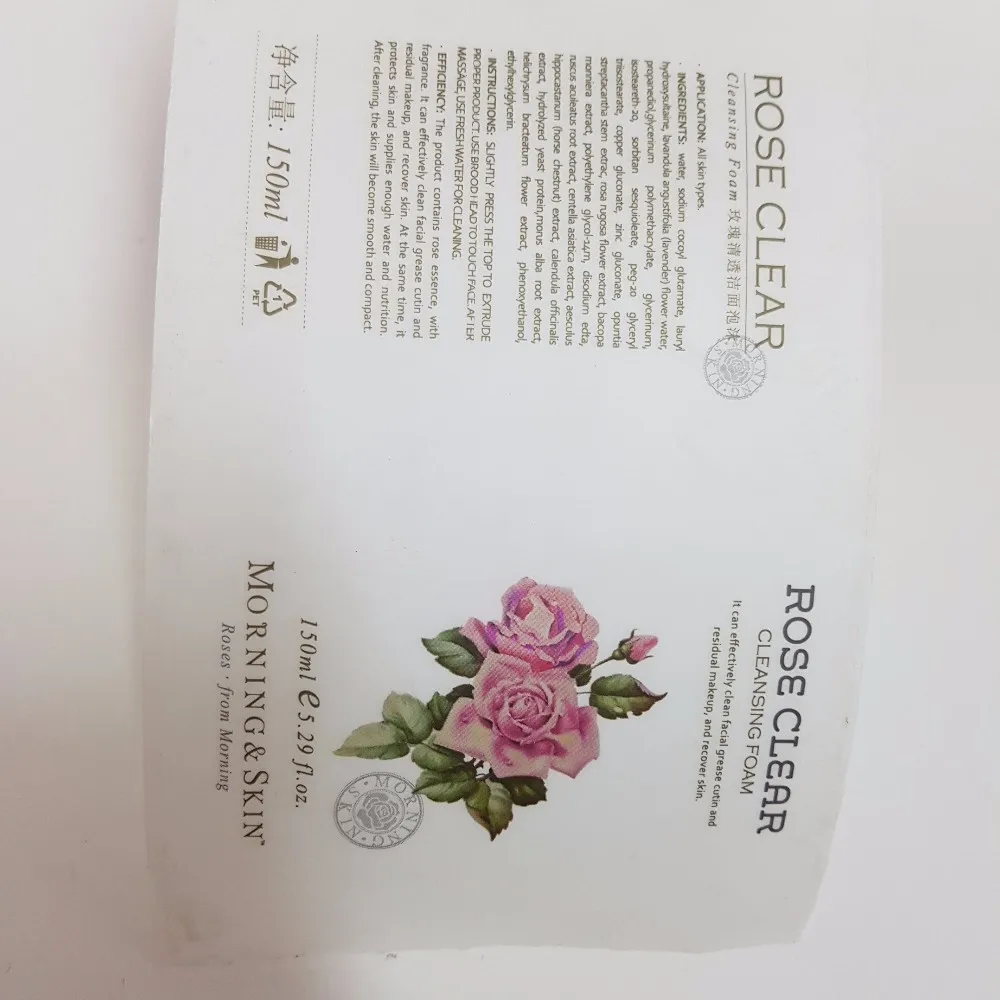 ROSE CLEAR
Cleansing Foam 玫瑰清透洁面泡沫
· APPLICATION: All skin types.
· INGREDIENTS: water, sodium cocoyl glutamate, lauryl
hydroxysultaine, lavandula angustifolia (lavender) flower water,
propanediol,glycerinum polymethacrylate, glycerinum,
isosteareth-20, sorbitan sesquioleate, peg-20 glyceryl
triisostearate, copper gluconate, zinc gluconate, opuntia
streptacantha stem extrac, rosa rugosa flower extract, bacopa
monniera extract, polyethylene glycol-14m, disodium edta,
ruscus aculeatus root extract, centella asiatica extract, aesculus
hippocastanum (horse chestnut) extract, calendula officinalis
extract, hydrolyzed yeast protein,morus alba root extract,
helichrysum bracteatum flower extract, phenoxyethanol,
ethylhexylglycerin.
· INSTRUCTIONS: SLIGHTLY PRESS THE TOP TO EXTRUDE
PROPER PRODUCT. USE BROOD HEAD TO TOUCH FACE. AFTER
MASSAGE, USE FRESH WATER FOR CLEANING.
· EFFICIENCY: The product contains rose essence, with
fragrance. It can effectively clean facial grease cutin and
residual makeup, and recover skin. At the same time, it
protects skin and supplies enough water and nutrition.
After cleaning, the skin will become smooth and compact.
净含量: 150ml
1
PET
MORNING
SKIN
ROSE CLEAR
CLEANSING FOAM
It can effectively clean facial grease cutin and
residual makeup, and recover skin.
MORNING
SKIN
150ml e 5.29 fl.oz.
MORNING & SKIN™
Roses · from Morning